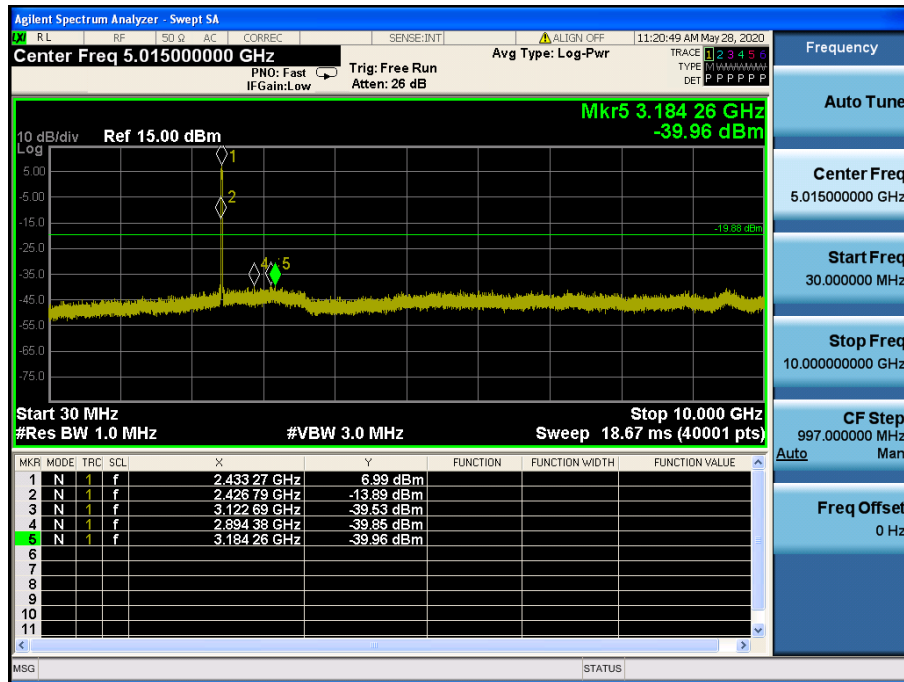 Agilent Spectrum Analyzer - Swept SA
LXI RL RF 50 Ω AC CORREC SENSE:INT ALIGN OFF 11:20:49 AM May 28, 2020
Center Freq 5.015000000 GHz
PNO: Fast
IFGain:Low
Trig: Free Run
Atten: 26 dB
Avg Type: Log-Pwr
TRACE 1 2 3 4 5 6
TYPE MWWWWW
DET P P P P P P
Mkr5 3.184 26 GHz
-39.96 dBm
10 dB/div Ref 15.00 dBm
Log
5.00
-5.00
-15.0
-25.0
-35.0
-45.0
-55.0
-65.0
-75.0
1
2
4
5
-19.88 dBm
Start 30 MHz Stop 10.000 GHz
#Res BW 1.0 MHz #VBW 3.0 MHz Sweep 18.67 ms (40001 pts)
MKR MODE TRC SCL X Y FUNCTION FUNCTION WIDTH FUNCTION VALUE
1 N 1 f 2.433 27 GHz 6.99 dBm
2 N 1 f 2.426 79 GHz -13.89 dBm
3 N 1 f 3.122 69 GHz -39.53 dBm
4 N 1 f 2.894 38 GHz -39.85 dBm
5 N 1 f 3.184 26 GHz -39.96 dBm
6
7
8
9
10
11
MSG STATUS
Frequency
Auto Tune
Center Freq
5.015000000 GHz
Start Freq
30.000000 MHz
Stop Freq
10.000000000 GHz
CF Step
997.000000 MHz
Auto Man
Freq Offset
0 Hz